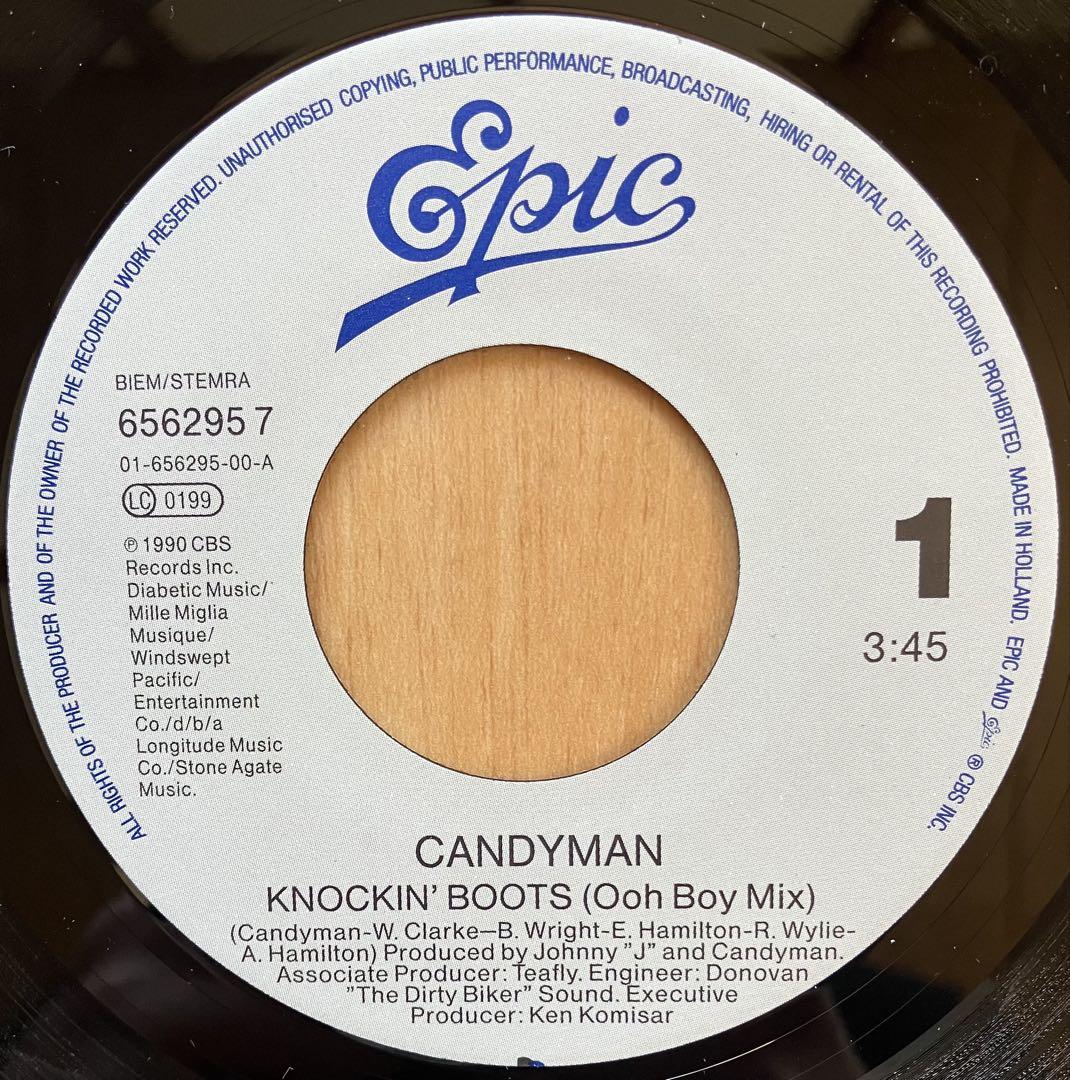 ALL RIGHTS OF THE PRODUCER AND OF THE OWNER OF THE RECORDED WORK RESERVED. UNAUTHORISED COPYING, PUBLIC PERFORMANCE, BROADCASTING, HIRING OR RENTAL OF THIS RECORDING PROHIBITED. MADE IN HOLLAND. EPIC AND Epic ® CBS INC.
Epic
BIEM/STEMRA
656295 7
01-656295-00-A
LC 0199
℗ 1990 CBS
Records Inc.
Diabetic Music/
Mille Miglia
Musique/
Windswept
Pacific/
Entertainment
Co./d/b/a
Longitude Music
Co./Stone Agate
Music.
1
3:45
CANDYMAN
KNOCKIN' BOOTS (Ooh Boy Mix)
(Candyman-W. Clarke—B. Wright-E. Hamilton-R. Wylie-
A. Hamilton) Produced by Johnny "J" and Candyman.
Associate Producer: Teafly. Engineer: Donovan
"The Dirty Biker" Sound. Executive
Producer: Ken Komisar